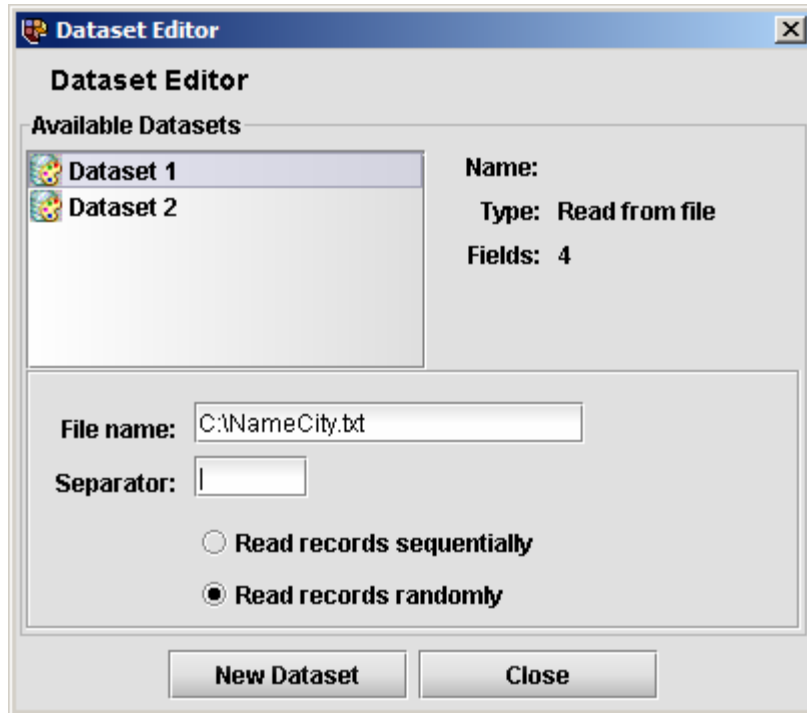 Dataset Editor
Dataset Editor
Available Datasets
Dataset 1
Dataset 2
Name:
Type: Read from file
Fields: 4
File name: C:\NameCity.txt
Separator: |
Read records sequentially
Read records randomly
New Dataset Close